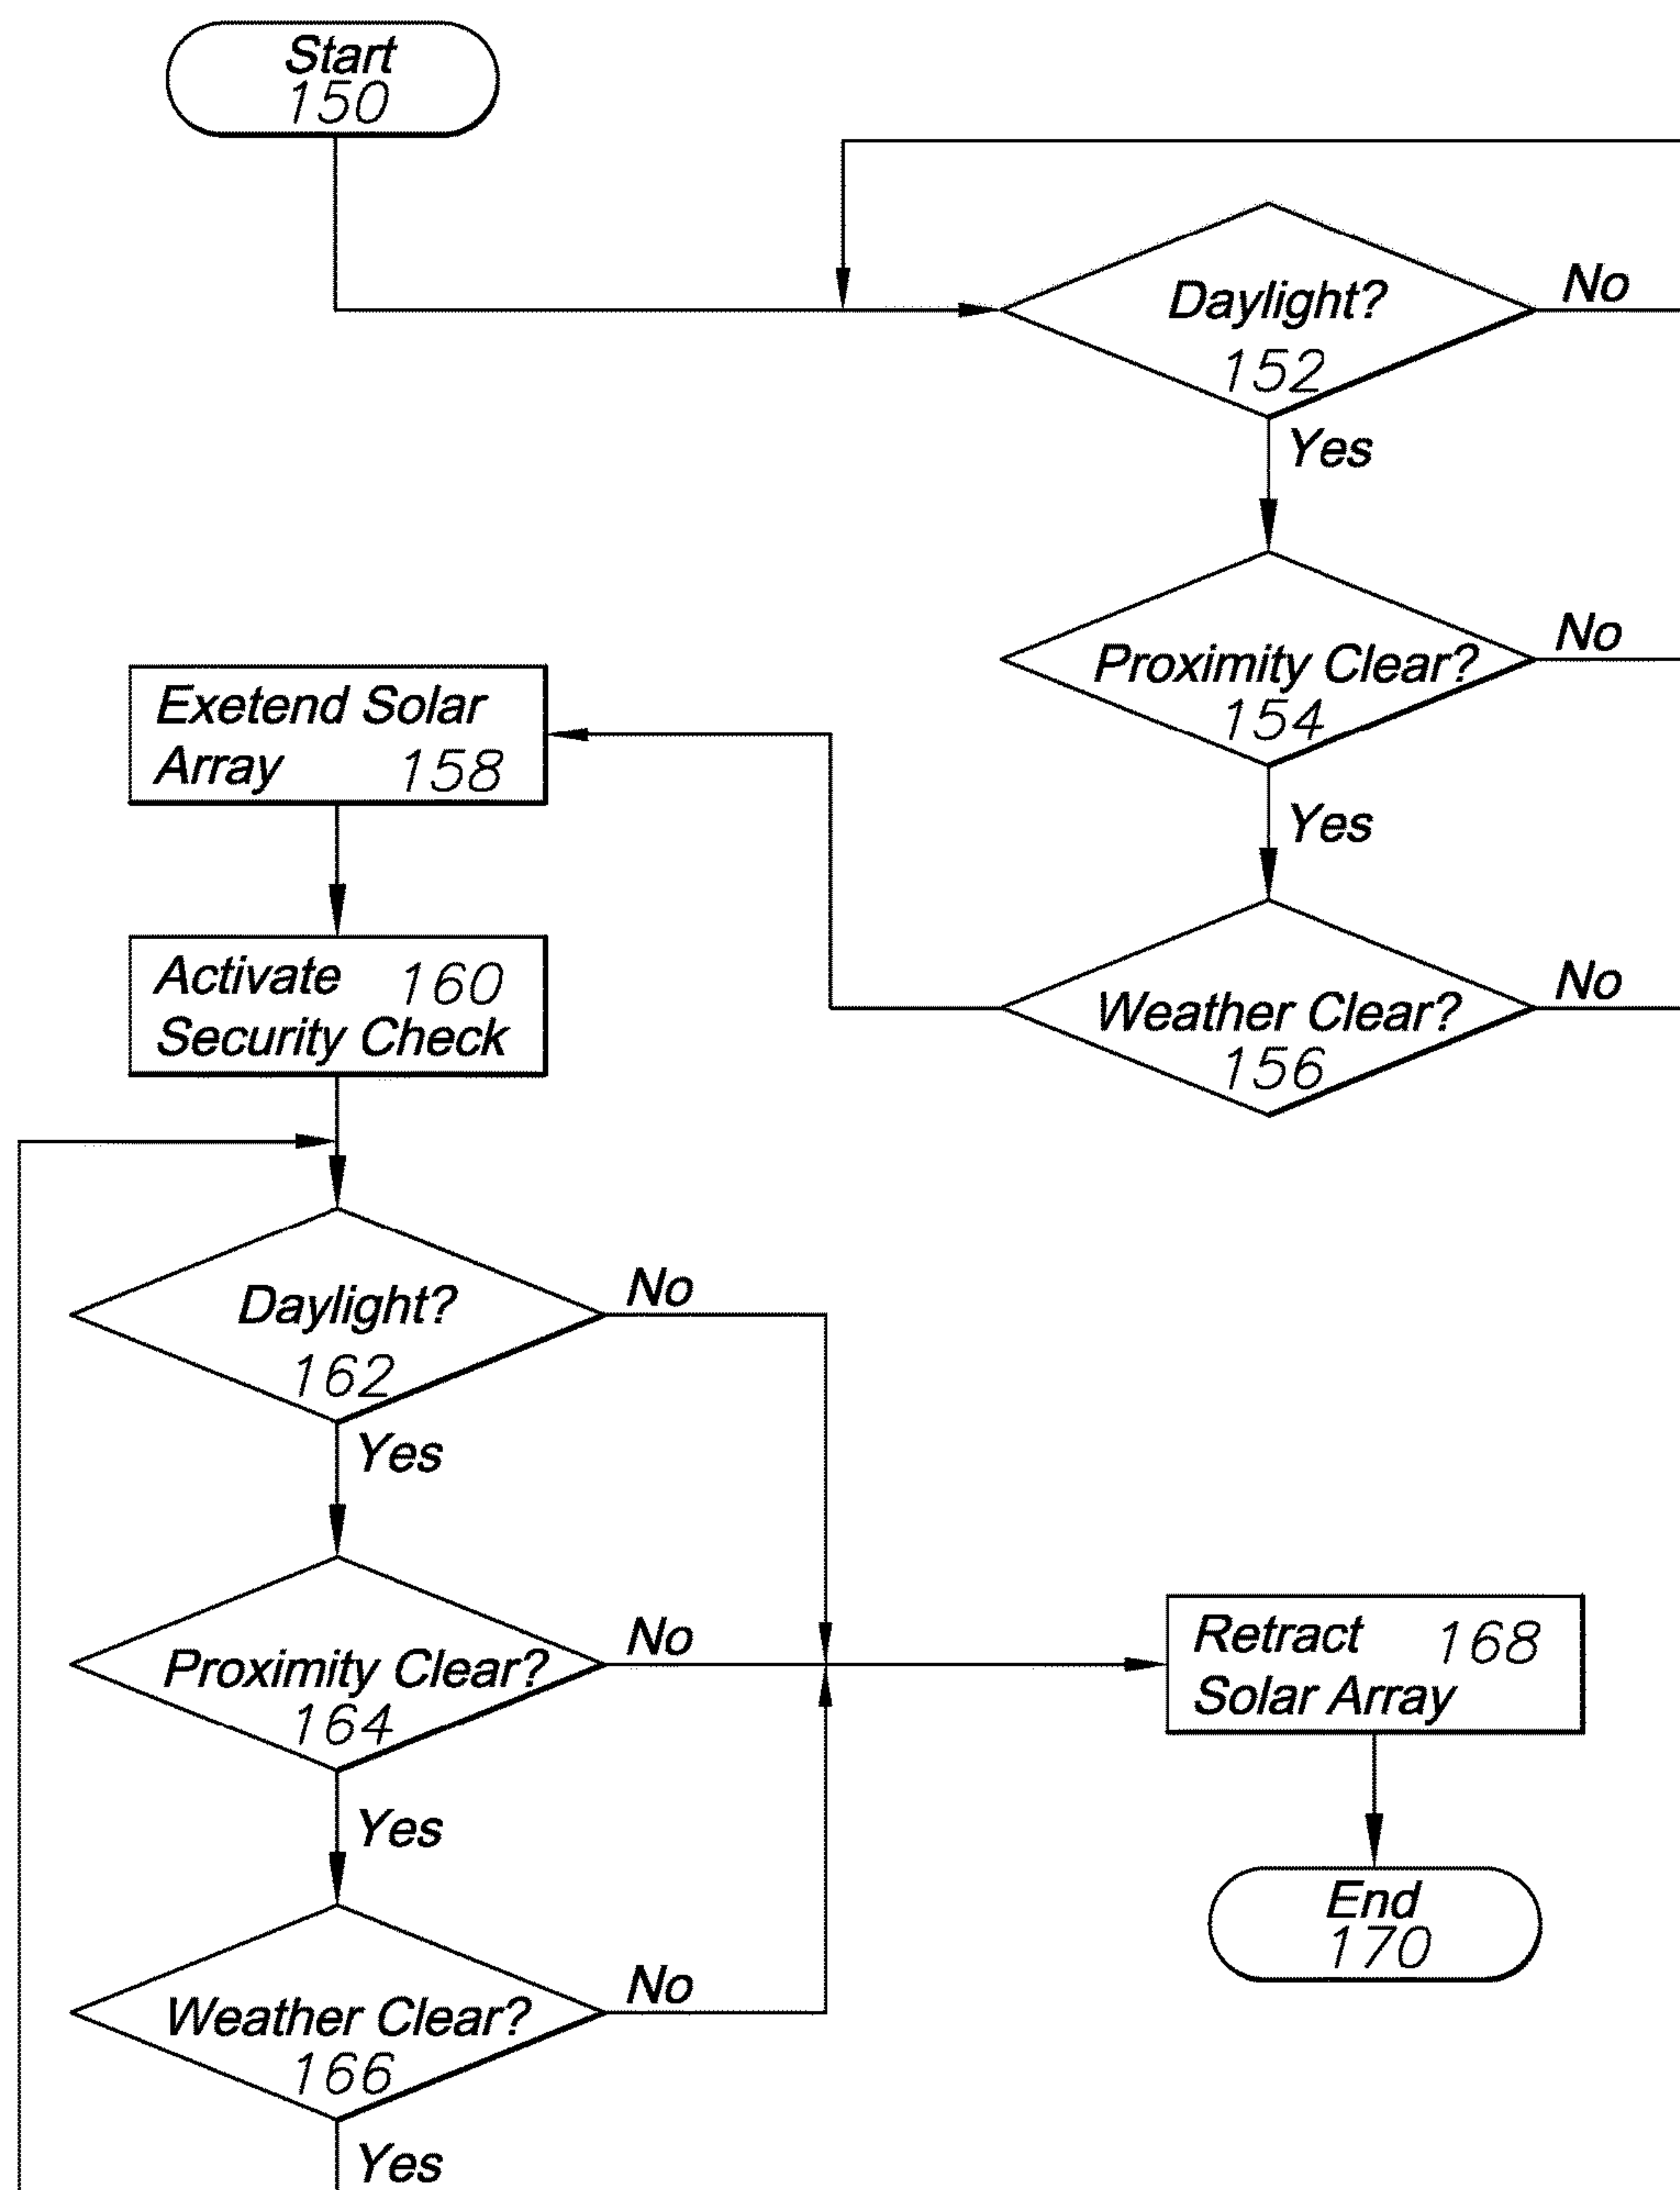 Start
150
Daylight?
152
No
Yes
Proximity Clear?
154
No
Yes
Weather Clear?
156
No
Exetend Solar
Array 158
Activate 160
Security Check
Daylight?
162
No
Yes
Proximity Clear?
164
No
Yes
Weather Clear?
166
No
Yes
Retract 168
Solar Array
End
170